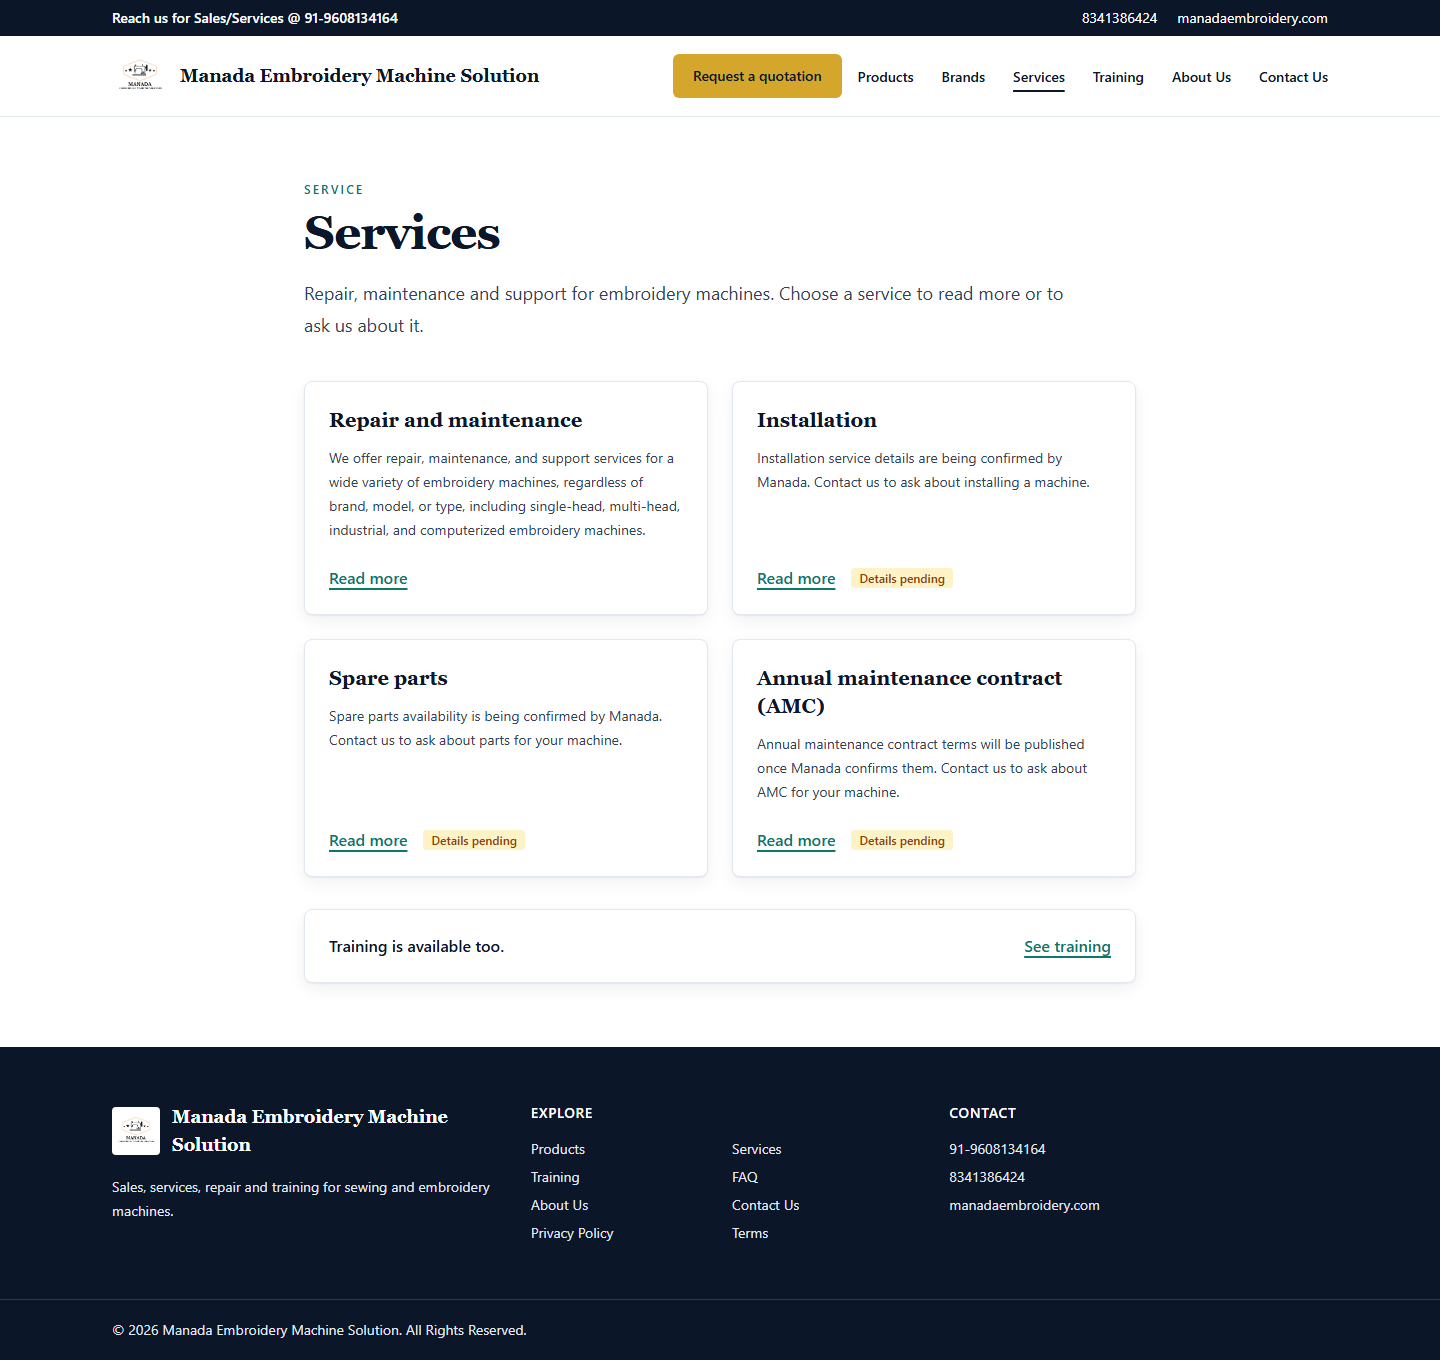 Reach us for Sales/Services @ 91-9608134164
8341386424
manadaembroidery.com
MANADA
Manada Embroidery Machine Solution
Request a quotation
Products
Brands
Services
Training
About Us
Contact Us
SERVICE
Services
Repair, maintenance and support for embroidery machines. Choose a service to read more or to
ask us about it.
Repair and maintenance
We offer repair, maintenance, and support services for a
wide variety of embroidery machines, regardless of
brand, model, or type, including single-head, multi-head,
industrial, and computerized embroidery machines.
Read more
Installation
Installation service details are being confirmed by
Manada. Contact us to ask about installing a machine.
Read more
Details pending
Spare parts
Spare parts availability is being confirmed by Manada.
Contact us to ask about parts for your machine.
Read more
Details pending
Annual maintenance contract
(AMC)
Annual maintenance contract terms will be published
once Manada confirms them. Contact us to ask about
AMC for your machine.
Read more
Details pending
Training is available too.
See training
MANADA
Manada Embroidery Machine
Solution
Sales, services, repair and training for sewing and embroidery
machines.
EXPLORE
Products
Services
Training
FAQ
About Us
Contact Us
Privacy Policy
Terms
CONTACT
91-9608134164
8341386424
manadaembroidery.com
© 2026 Manada Embroidery Machine Solution. All Rights Reserved.